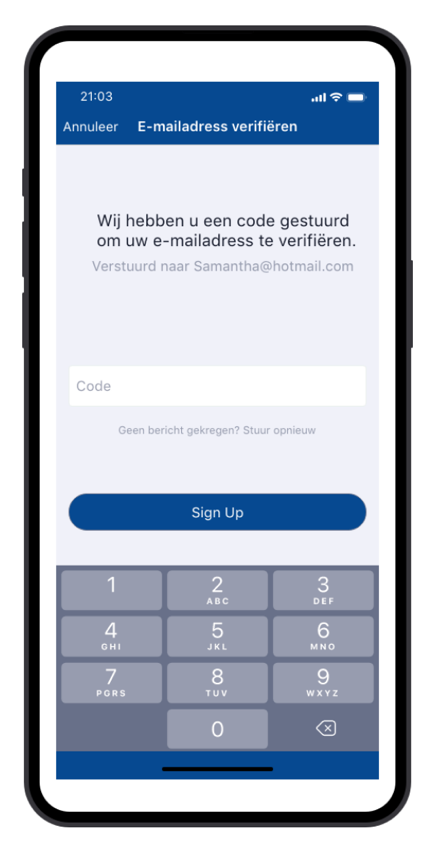 21:03
Annuleer E-mailadress verifiëren
Wij hebben u een code gestuurd
om uw e-mailadress te verifiëren.
Verstuurd naar Samantha@hotmail.com
Code
Geen bericht gekregen? Stuur opnieuw
Sign Up
1 2 3
ABC DEF
4 5 6
GHI JKL MNO
7 8 9
PGRS TUV WXYZ
0